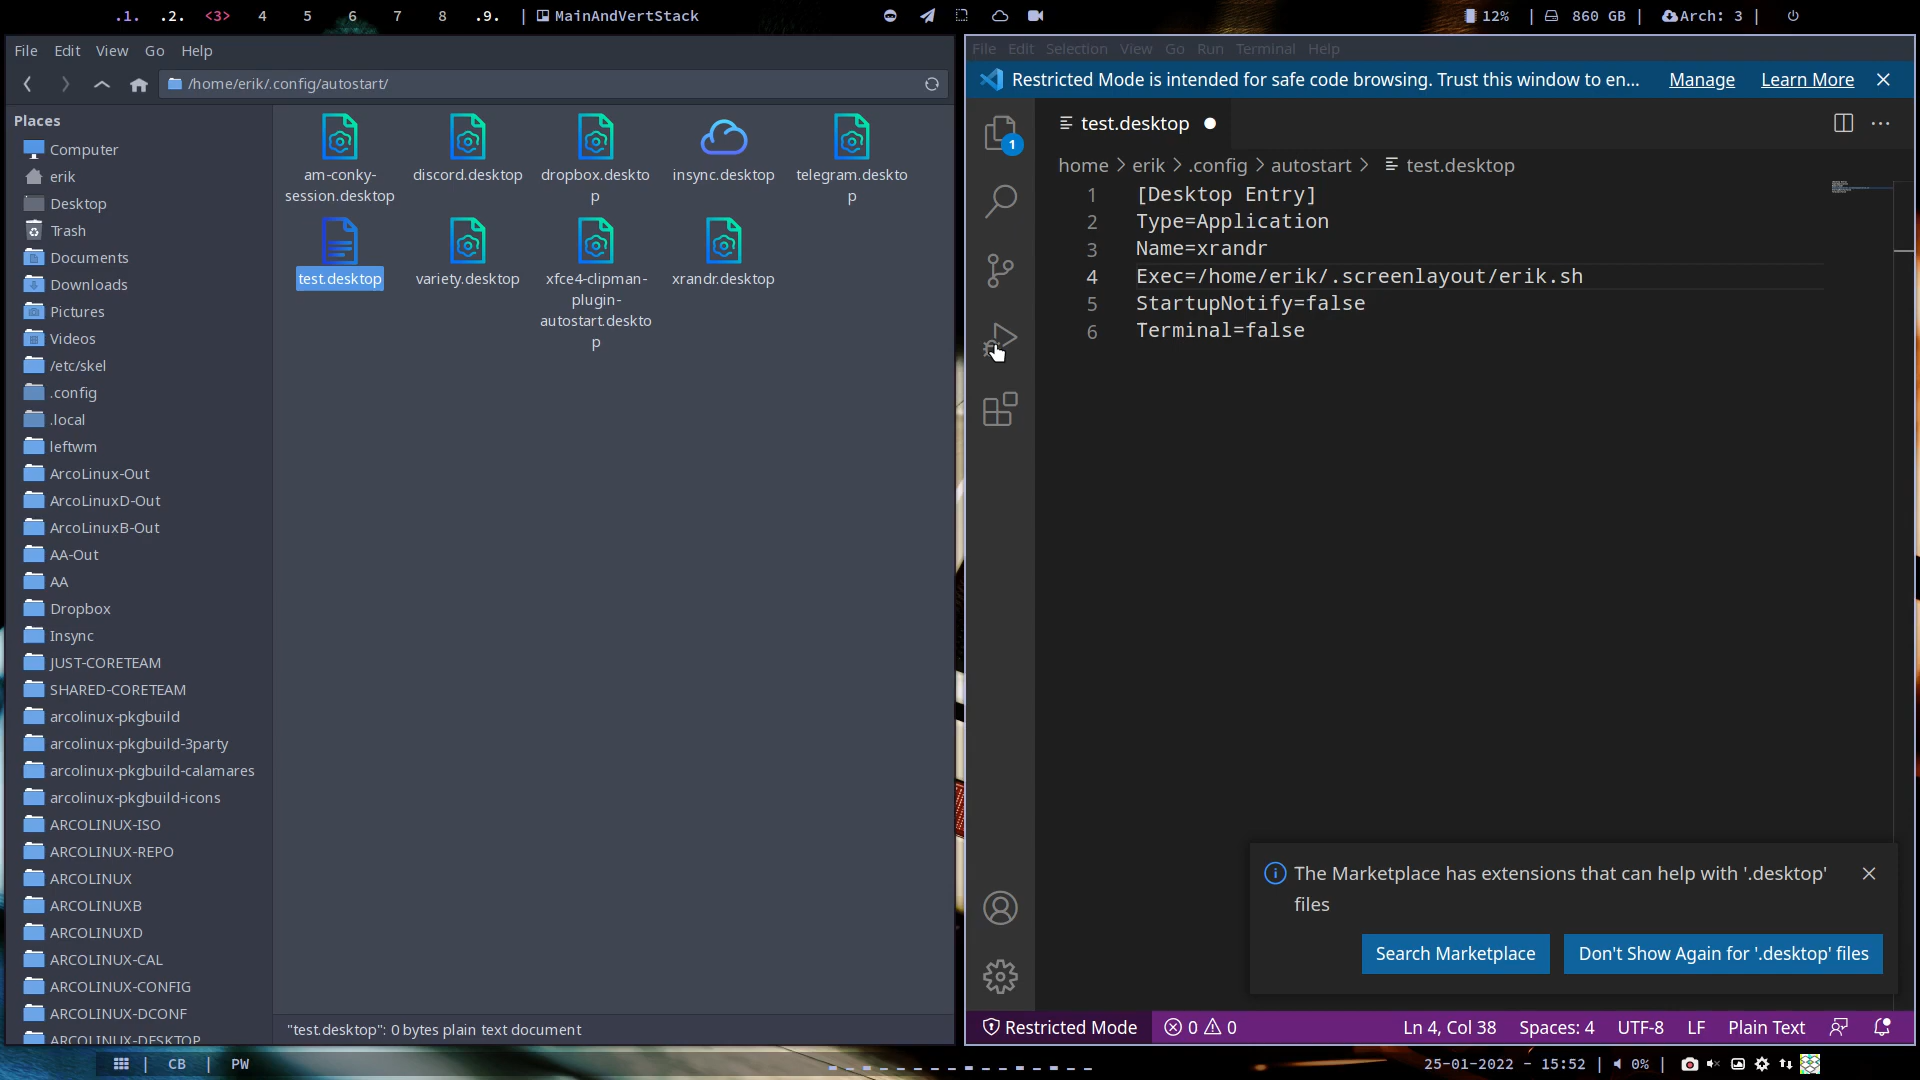 .1. .2. <3> 4 5 6 7 8 .9. | MainAndVertStack
12% | 860 GB | Arch: 3 |
File Edit View Go Help
/home/erik/.config/autostart/
Places
Computer
erik
Desktop
Trash
Documents
Downloads
Pictures
Videos
/etc/skel
.config
.local
leftwm
ArcoLinux-Out
ArcoLinuxD-Out
ArcoLinuxB-Out
AA-Out
AA
Dropbox
Insync
JUST-CORETEAM
SHARED-CORETEAM
arcolinux-pkgbuild
arcolinux-pkgbuild-3party
arcolinux-pkgbuild-calamares
arcolinux-pkgbuild-icons
ARCOLINUX-ISO
ARCOLINUX-REPO
ARCOLINUX
ARCOLINUXB
ARCOLINUXD
ARCOLINUX-CAL
ARCOLINUX-CONFIG
ARCOLINUX-DCONF
ARCOLINUX-DESKTOP
am-conky-
session.desktop
discord.desktop
dropbox.deskto
p
insync.desktop
telegram.deskto
p
test.desktop
variety.desktop
xfce4-clipman-
plugin-
autostart.deskto
p
xrandr.desktop
"test.desktop": 0 bytes plain text document
File Edit Selection View Go Run Terminal Help
Restricted Mode is intended for safe code browsing. Trust this window to en... Manage Learn More
1
test.desktop
home > erik > .config > autostart > test.desktop
1 [Desktop Entry]
2 Type=Application
3 Name=xrandr
4 Exec=/home/erik/.screenlayout/erik.sh
5 StartupNotify=false
6 Terminal=false
The Marketplace has extensions that can help with '.desktop'
files
Search Marketplace Don't Show Again for '.desktop' files
Restricted Mode 0 0 Ln 4, Col 38 Spaces: 4 UTF-8 LF Plain Text
| CB | PW
25-01-2022 - 15:52 | 0% |